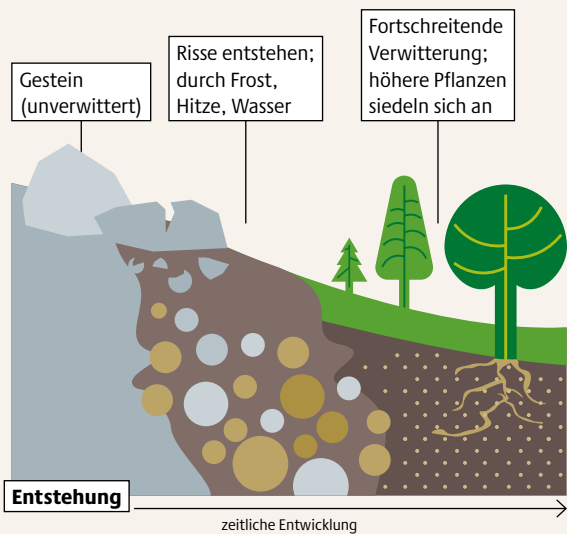 Gestein
(unverwittert)
Risse entstehen;
durch Frost,
Hitze, Wasser
Fortschreitende
Verwitterung;
höhere Pflanzen
siedeln sich an
Entstehung
zeitliche Entwicklung